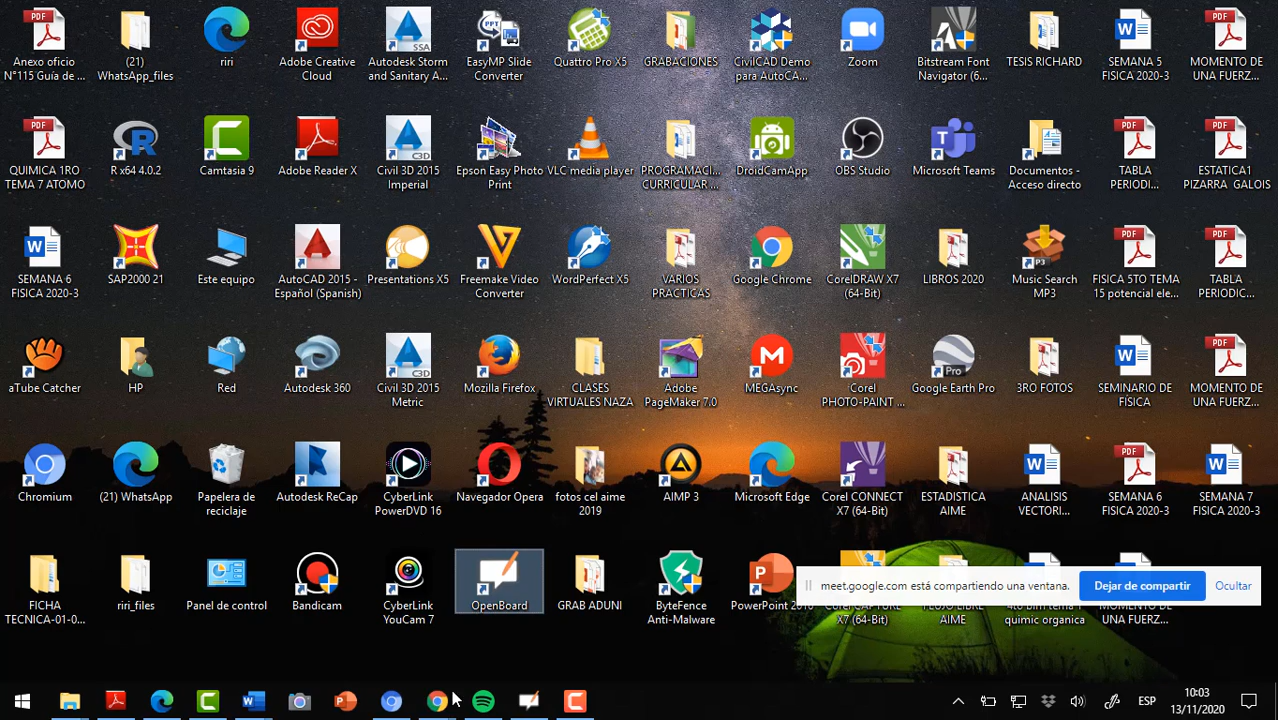 Anexo oficio
N°115 Guía de ...
(21)
WhatsApp_files
riri
Adobe Creative
Cloud
Autodesk Storm
and Sanitary A...
EasyMP Slide
Converter
Quattro Pro X5
GRABACIONES
CivilCAD Demo
para AutoCA...
Zoom
Bitstream Font
Navigator (6...
TESIS RICHARD
SEMANA 5
FISICA 2020-3
MOMENTO DE
UNA FUERZ...
QUIMICA 1RO
TEMA 7 ATOMO
R x64 4.0.2
Camtasia 9
Adobe Reader X
Civil 3D 2015
Imperial
Epson Easy Photo
Print
VLC media player
PROGRAMACI...
CURRICULAR ...
DroidCamApp
OBS Studio
Microsoft Teams
Documentos -
Acceso directo
TABLA
PERIODI...
ESTATICA1
PIZARRA GALOIS
SEMANA 6
FISICA 2020-3
SAP2000 21
Este equipo
AutoCAD 2015 -
Español (Spanish)
Presentations X5
Freemake Video
Converter
WordPerfect X5
VARIOS
PRACTICAS
Google Chrome
CorelDRAW X7
(64-Bit)
LIBROS 2020
Music Search
MP3
FISICA 5TO TEMA
15 potencial ele...
TABLA
PERIODIC...
aTube Catcher
HP
Red
Autodesk 360
Civil 3D 2015
Metric
Mozilla Firefox
CLASES
VIRTUALES NAZA
Adobe
PageMaker 7.0
MEGAsync
Corel
PHOTO-PAINT ...
Google Earth Pro
3RO FOTOS
SEMINARIO DE
FÍSICA
MOMENTO DE
UNA FUERZ...
Chromium
(21) WhatsApp
Papelera de
reciclaje
Autodesk ReCap
CyberLink
PowerDVD 16
Navegador Opera
fotos cel aime
2019
AIMP 3
Microsoft Edge
Corel CONNECT
X7 (64-Bit)
ESTADISTICA
AIME
ANALISIS
VECTORI...
SEMANA 6
FISICA 2020-3
SEMANA 7
FISICA 2020-3
FICHA
TECNICA-01-0...
riri_files
Panel de control
Bandicam
CyberLink
YouCam 7
OpenBoard
GRAB ADUNI
ByteFence
Anti-Malware
PowerPoint
X7 (64-Bit)
AIME
quimic organica
UNA FUERZ...
meet.google.com está compartiendo una ventana.
Dejar de compartir
Ocultar
ESP
10:03
13/11/2020